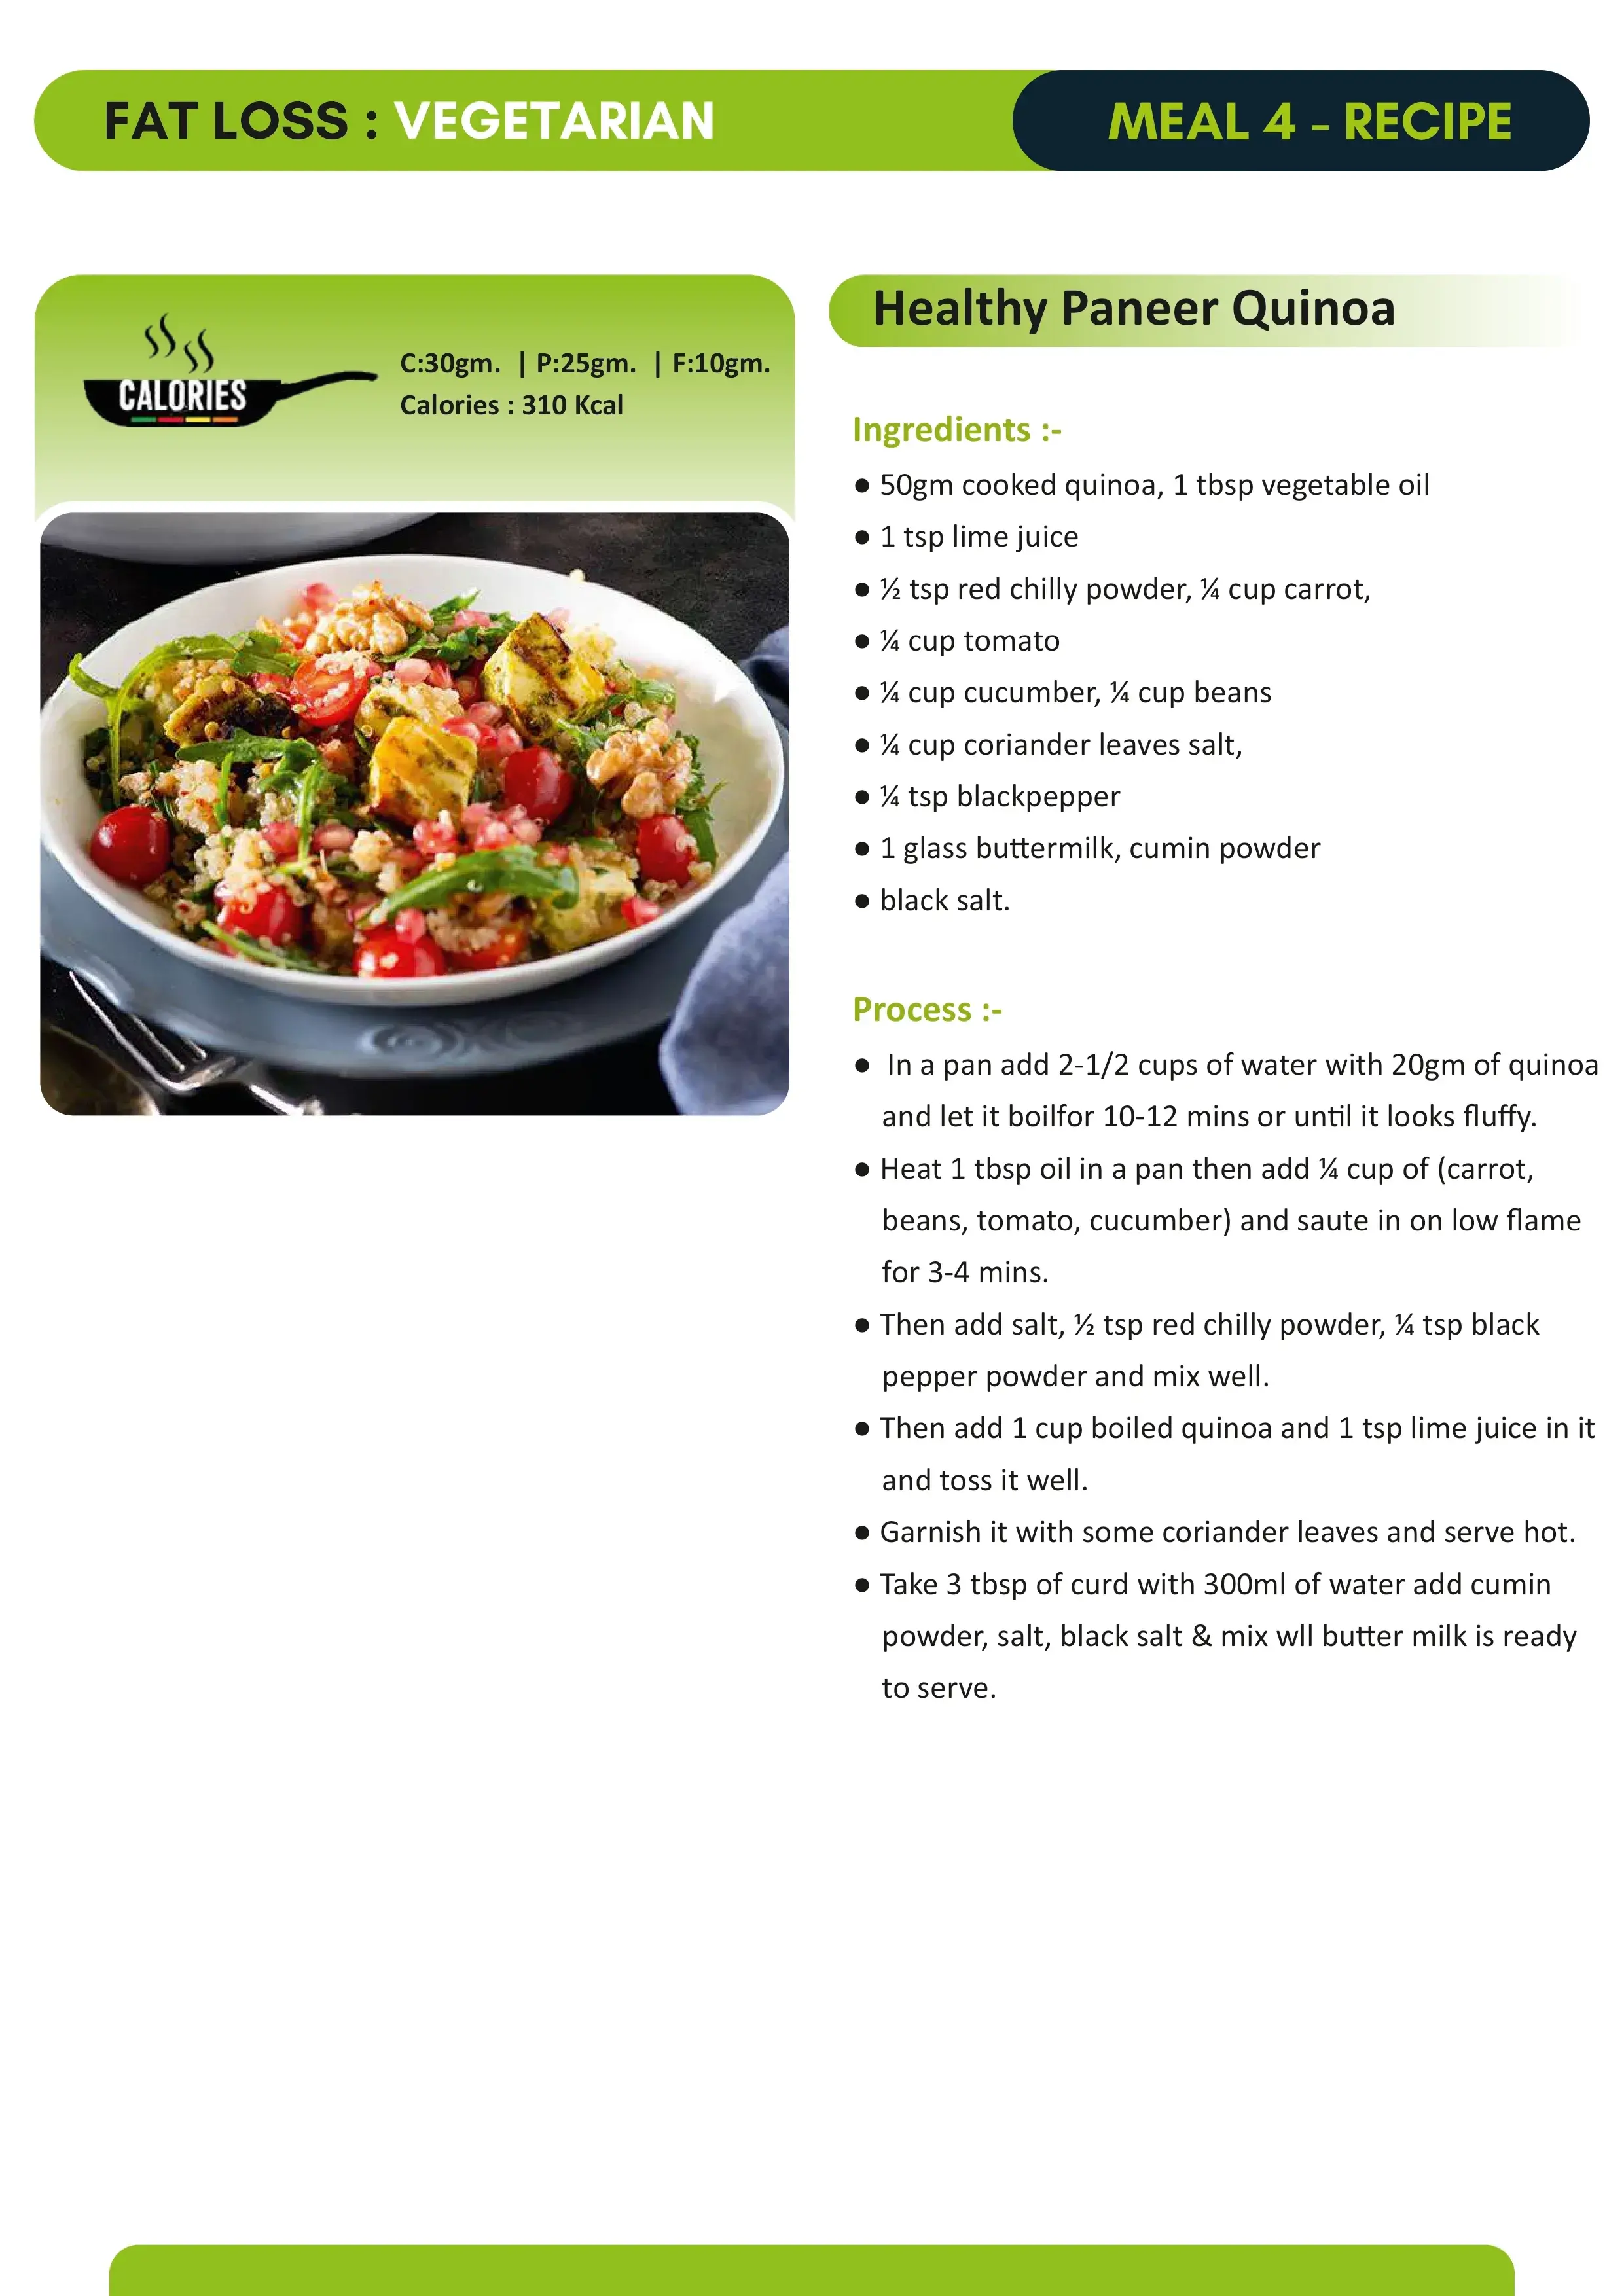 FAT LOSS : VEGETARIAN
MEAL 4 - RECIPE
CALORIES
C:30gm. | P:25gm. | F:10gm.
Calories : 310 Kcal
Healthy Paneer Quinoa
Ingredients :-
● 50gm cooked quinoa, 1 tbsp vegetable oil
● 1 tsp lime juice
● ½ tsp red chilly powder, ¼ cup carrot,
● ¼ cup tomato
● ¼ cup cucumber, ¼ cup beans
● ¼ cup coriander leaves salt,
● ¼ tsp blackpepper
● 1 glass buttermilk, cumin powder
● black salt.
Process :-
● In a pan add 2-1/2 cups of water with 20gm of quinoa
and let it boilfor 10-12 mins or until it looks fluffy.
● Heat 1 tbsp oil in a pan then add ¼ cup of (carrot,
beans, tomato, cucumber) and saute in on low flame
for 3-4 mins.
● Then add salt, ½ tsp red chilly powder, ¼ tsp black
pepper powder and mix well.
● Then add 1 cup boiled quinoa and 1 tsp lime juice in it
and toss it well.
● Garnish it with some coriander leaves and serve hot.
● Take 3 tbsp of curd with 300ml of water add cumin
powder, salt, black salt & mix wll butter milk is ready
to serve.